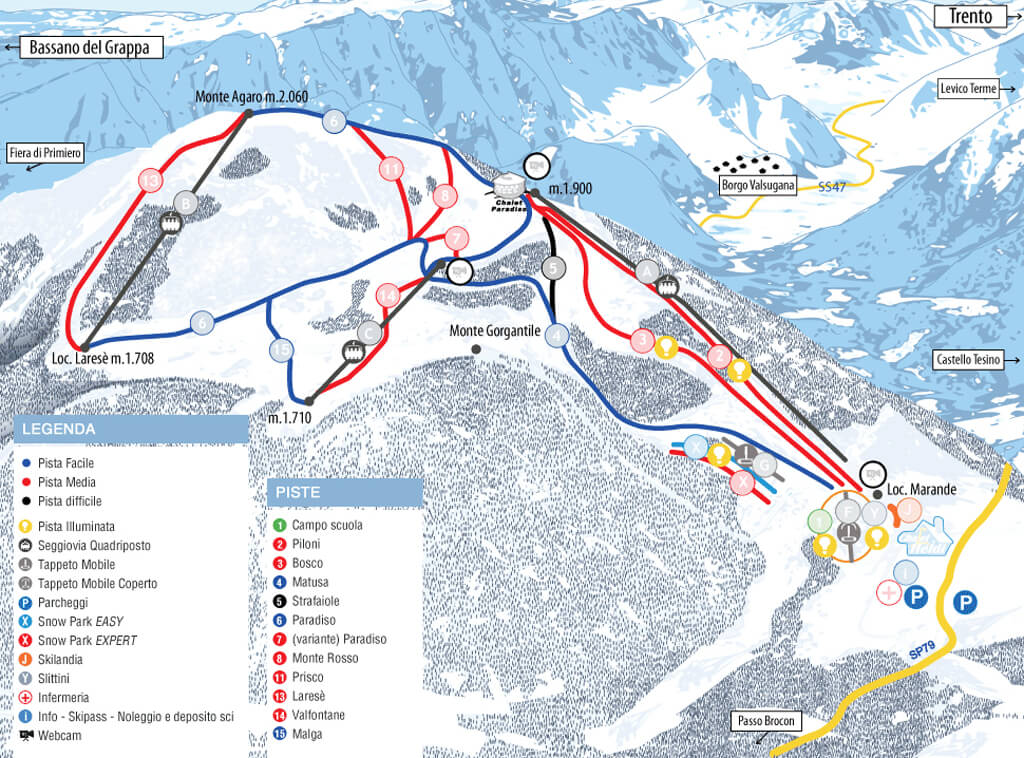 Trento
Bassano del Grappa
Levico Terme
Monte Agaro m.2.060
6
Fiera di Primiero
11
13
8
m.1.900
Borgo Valsugana
SS47
B
Chalet
Paradiso
7
5
A
14
6
C
Monte Gorgantile
4
3
2
15
Loc. Laresè m.1.708
Castello Tesino
m.1.710
X
G
X
Loc. Marande
F
Y
J
1
Chalet
Heidi
i
P
P
SP79
Passo Brocon
LEGENDA
Pista Facile
Pista Media
Pista difficile
Pista Illuminata
Seggiovia Quadriposto
Tappeto Mobile
Tappeto Mobile Coperto
P Parcheggi
X Snow Park EASY
X Snow Park EXPERT
J Skilandia
Y Slittini
Infermeria
i Info - Skipass - Noleggio e deposito sci
Webcam
PISTE
1 Campo scuola
2 Piloni
3 Bosco
4 Matusa
5 Strafaiole
6 Paradiso
7 (variante) Paradiso
8 Monte Rosso
11 Prisco
13 Laresè
14 Valfontane
15 Malga